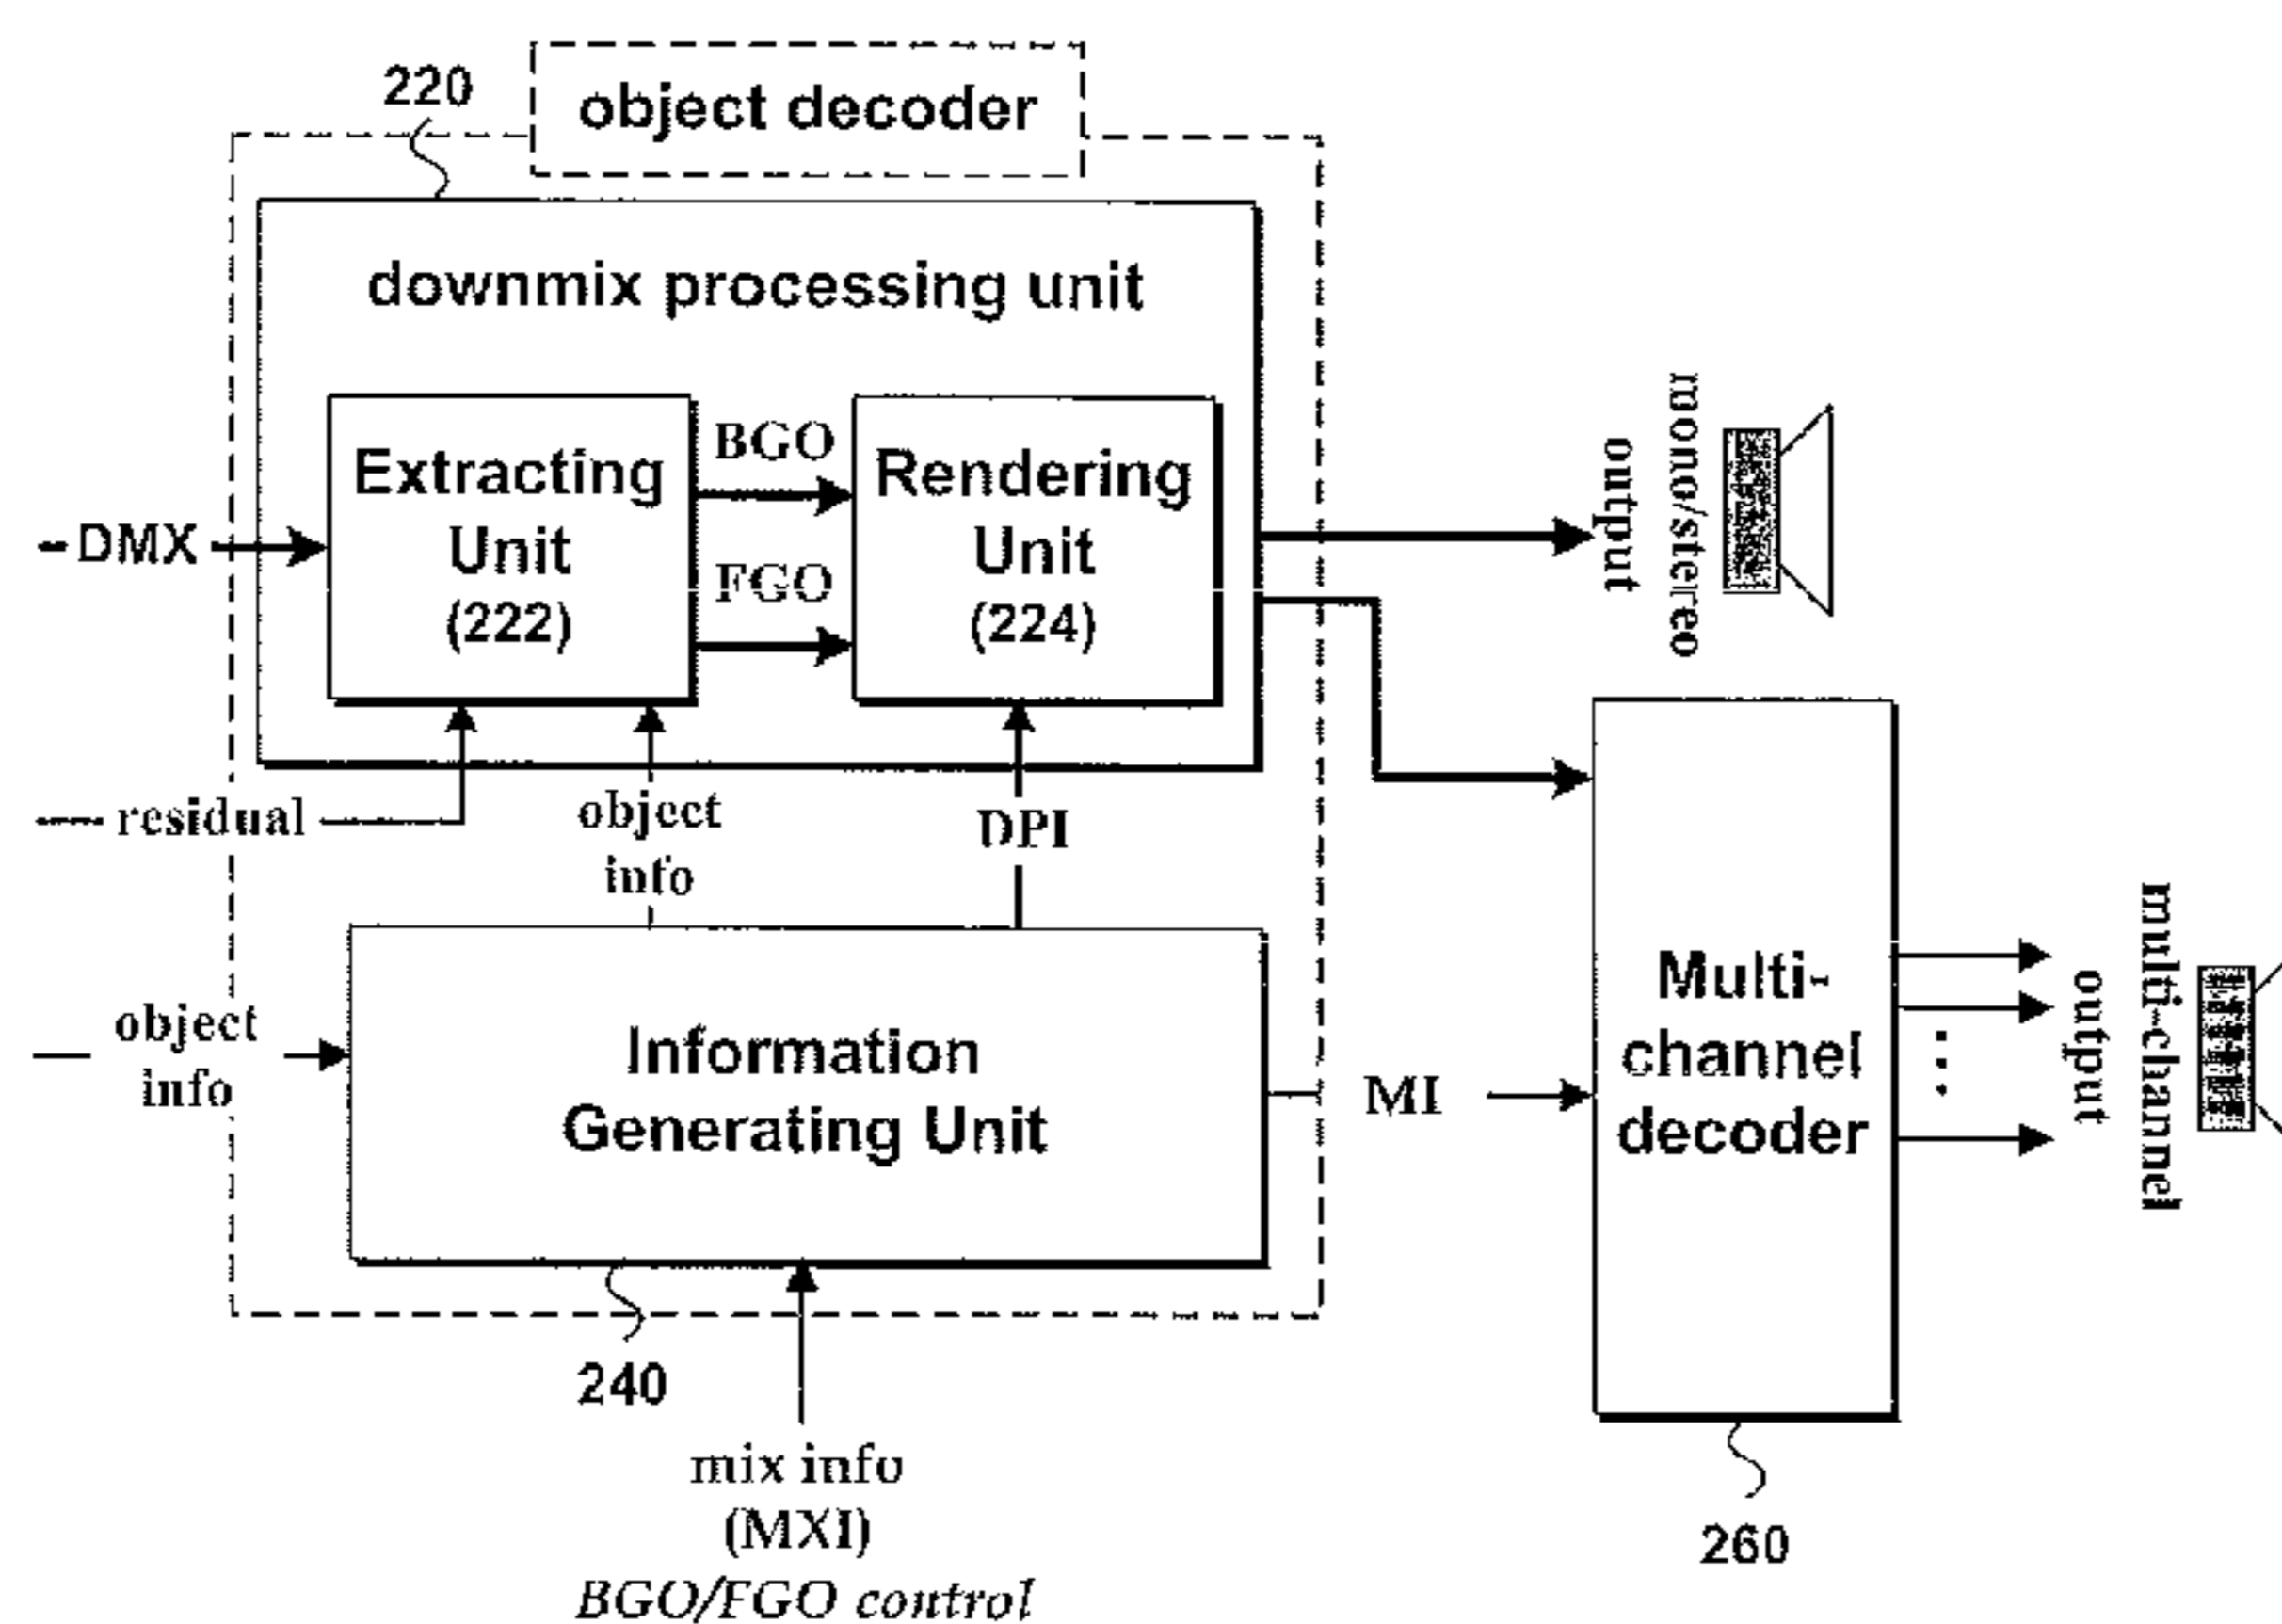 object decoder
220
downmix processing unit
Extracting
Unit
(222)
BGO
FGO
Rendering
Unit
(224)
DMX
mono/stereo
output
residual
object
info
DPI
object
info
Information
Generating Unit
MI
Multi-
channel
decoder
multi-channel
output
240
mix info
(MXI)
BGO/FGO control
260